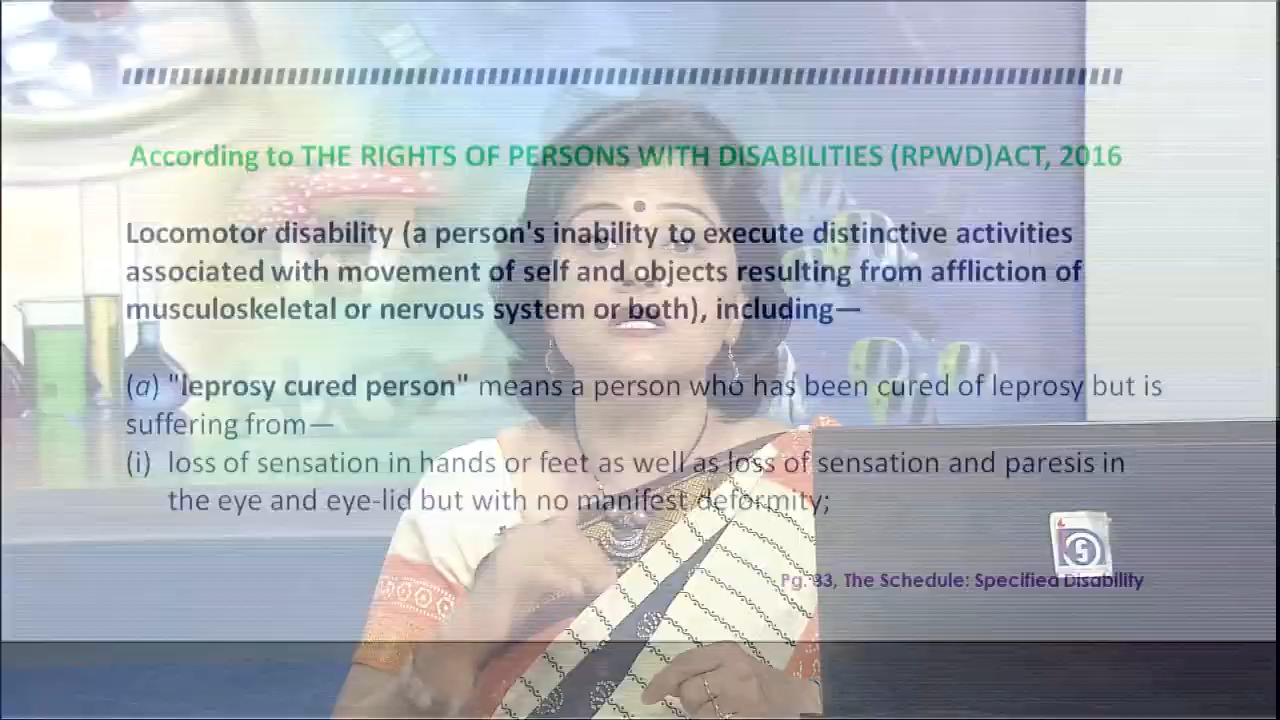 According to THE RIGHTS OF PERSONS WITH DISABILITIES (RPWD)ACT, 2016
Locomotor disability (a person's inability to execute distinctive activities
associated with movement of self and objects resulting from affliction of
musculoskeletal or nervous system or both), including—
(a) "leprosy cured person" means a person who has been cured of leprosy but is
suffering from—
(i) loss of sensation in hands or feet as well as loss of sensation and paresis in
the eye and eye-lid but with no manifest deformity;
Pg. 33, The Schedule: Specified Disability